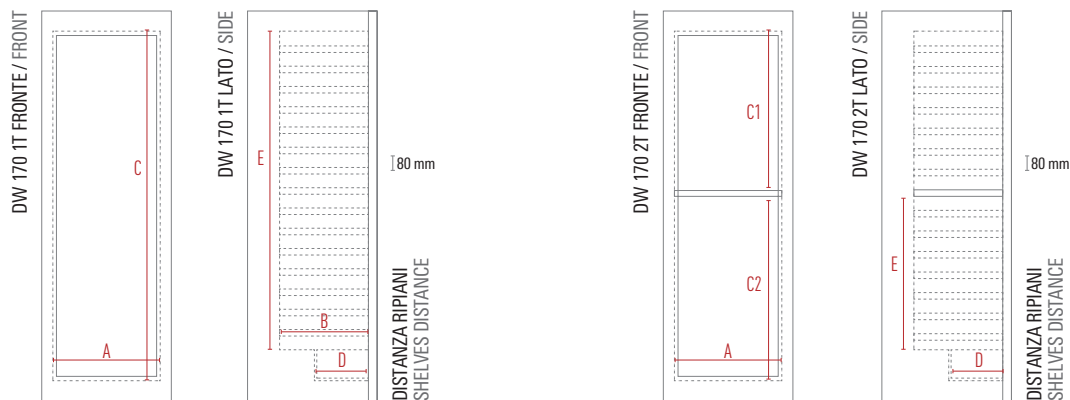 DW 170 1T FRONTE / FRONT
C
A
DW 170 1T LATO / SIDE
E
B
D
80 mm
DISTANZA RIPIANI
SHELVES DISTANCE
DW 170 2T FRONTE / FRONT
C1
C2
A
DW 170 2T LATO / SIDE
E
D
80 mm
DISTANZA RIPIANI
SHELVES DISTANCE